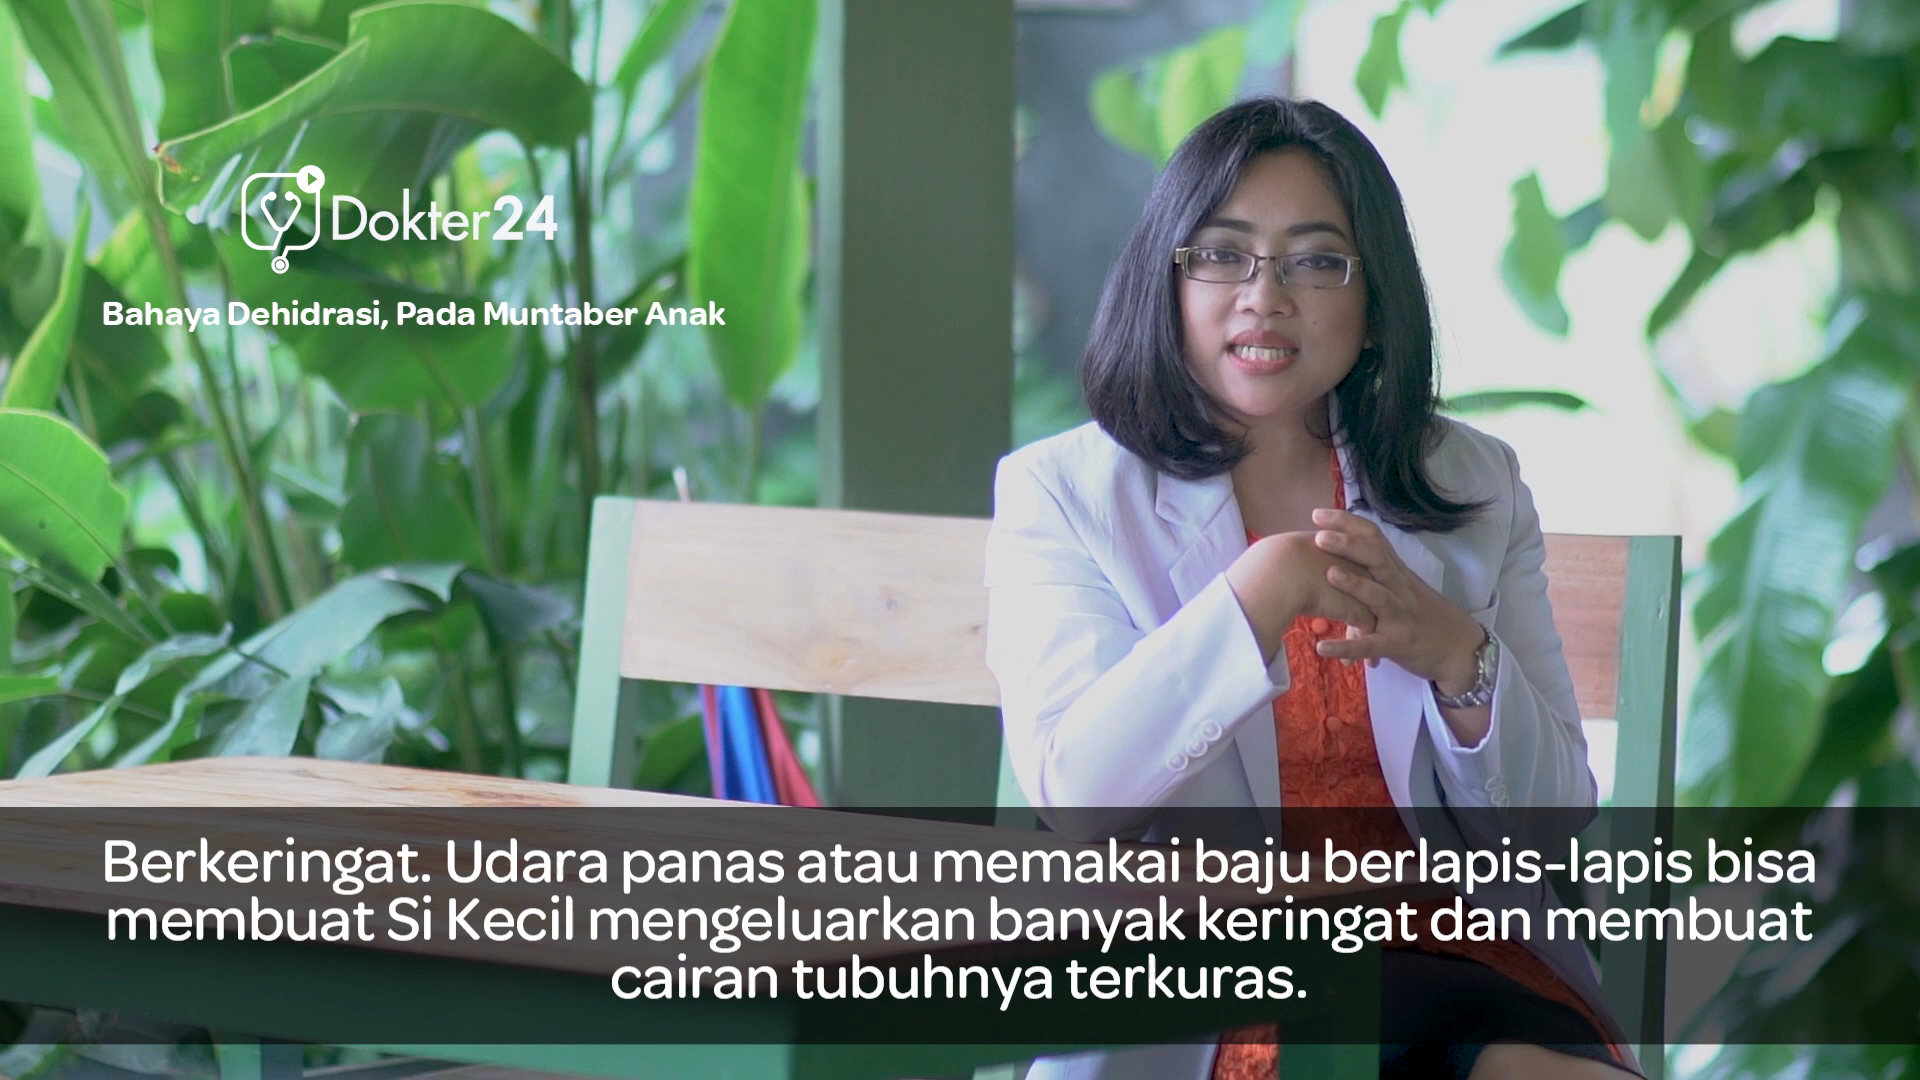 Dokter24
Bahaya Dehidrasi, Pada Muntaber Anak
Berkeringat. Udara panas atau memakai baju berlapis-lapis bisa
membuat Si Kecil mengeluarkan banyak keringat dan membuat
cairan tubuhnya terkuras.